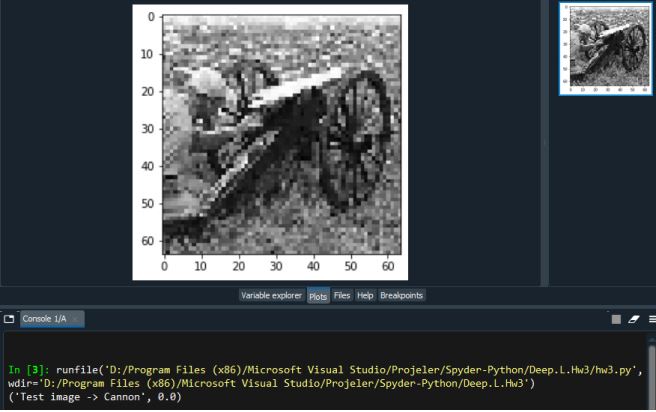 0
10
20
30
40
50
60
0 10 20 30 40 50 60
Variable explorer Plots Files Help Breakpoints
Console 1/A
In [3]: runfile('D:/Program Files (x86)/Microsoft Visual Studio/Projeler/Spyder-Python/Deep.L.Hw3/hw3.py',
wdir='D:/Program Files (x86)/Microsoft Visual Studio/Projeler/Spyder-Python/Deep.L.Hw3')
('Test image -> Cannon', 0.0)